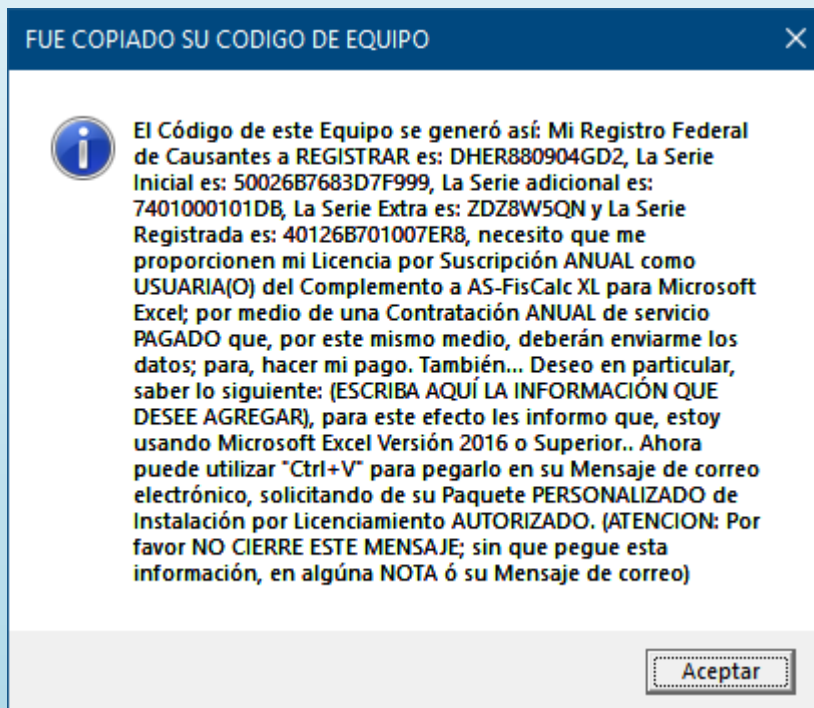 FUE COPIADO SU CODIGO DE EQUIPO
El Código de este Equipo se generó así: Mi Registro Federal
de Causantes a REGISTRAR es: DHER880904GD2, La Serie
Inicial es: 50026B7683D7F999, La Serie adicional es:
7401000101DB, La Serie Extra es: ZDZ8W5QN y La Serie
Registrada es: 40126B701007ER8, necesito que me
proporcionen mi Licencia por Suscripción ANUAL como
USUARIA(O) del Complemento a AS-FisCalc XL para Microsoft
Excel; por medio de una Contratación ANUAL de servicio
PAGADO que, por este mismo medio, deberán enviarme los
datos; para, hacer mi pago. También... Deseo en particular,
saber lo siguiente: (ESCRIBA AQUÍ LA INFORMACIÓN QUE
DESEE AGREGAR), para este efecto les informo que, estoy
usando Microsoft Excel Versión 2016 o Superior.. Ahora
puede utilizar "Ctrl+V" para pegarlo en su Mensaje de correo
electrónico, solicitando de su Paquete PERSONALIZADO de
Instalación por Licenciamiento AUTORIZADO. (ATENCION: Por
favor NO CIERRE ESTE MENSAJE; sin que pegue esta
información, en algúna NOTA ó su Mensaje de correo)
Aceptar